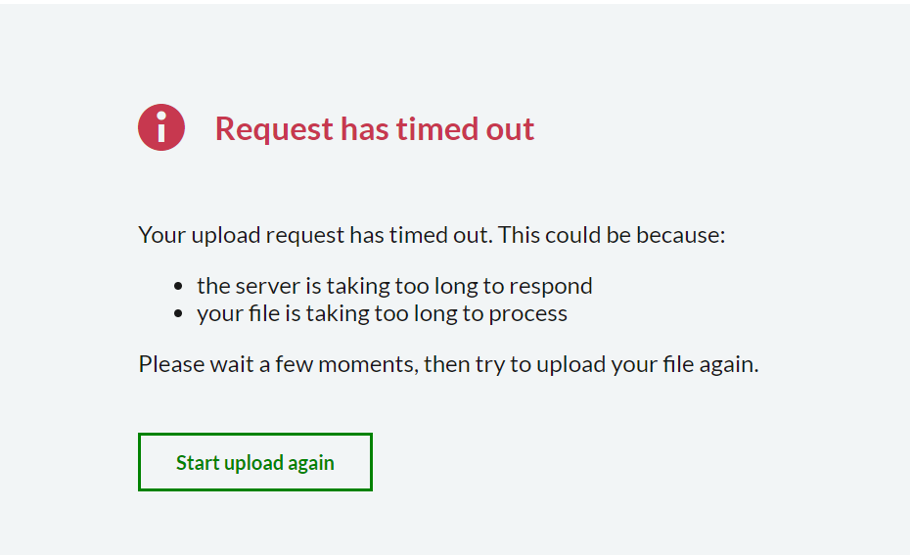 Request has timed out
Your upload request has timed out. This could be because:
• the server is taking too long to respond
• your file is taking too long to process
Please wait a few moments, then try to upload your file again.
Start upload again